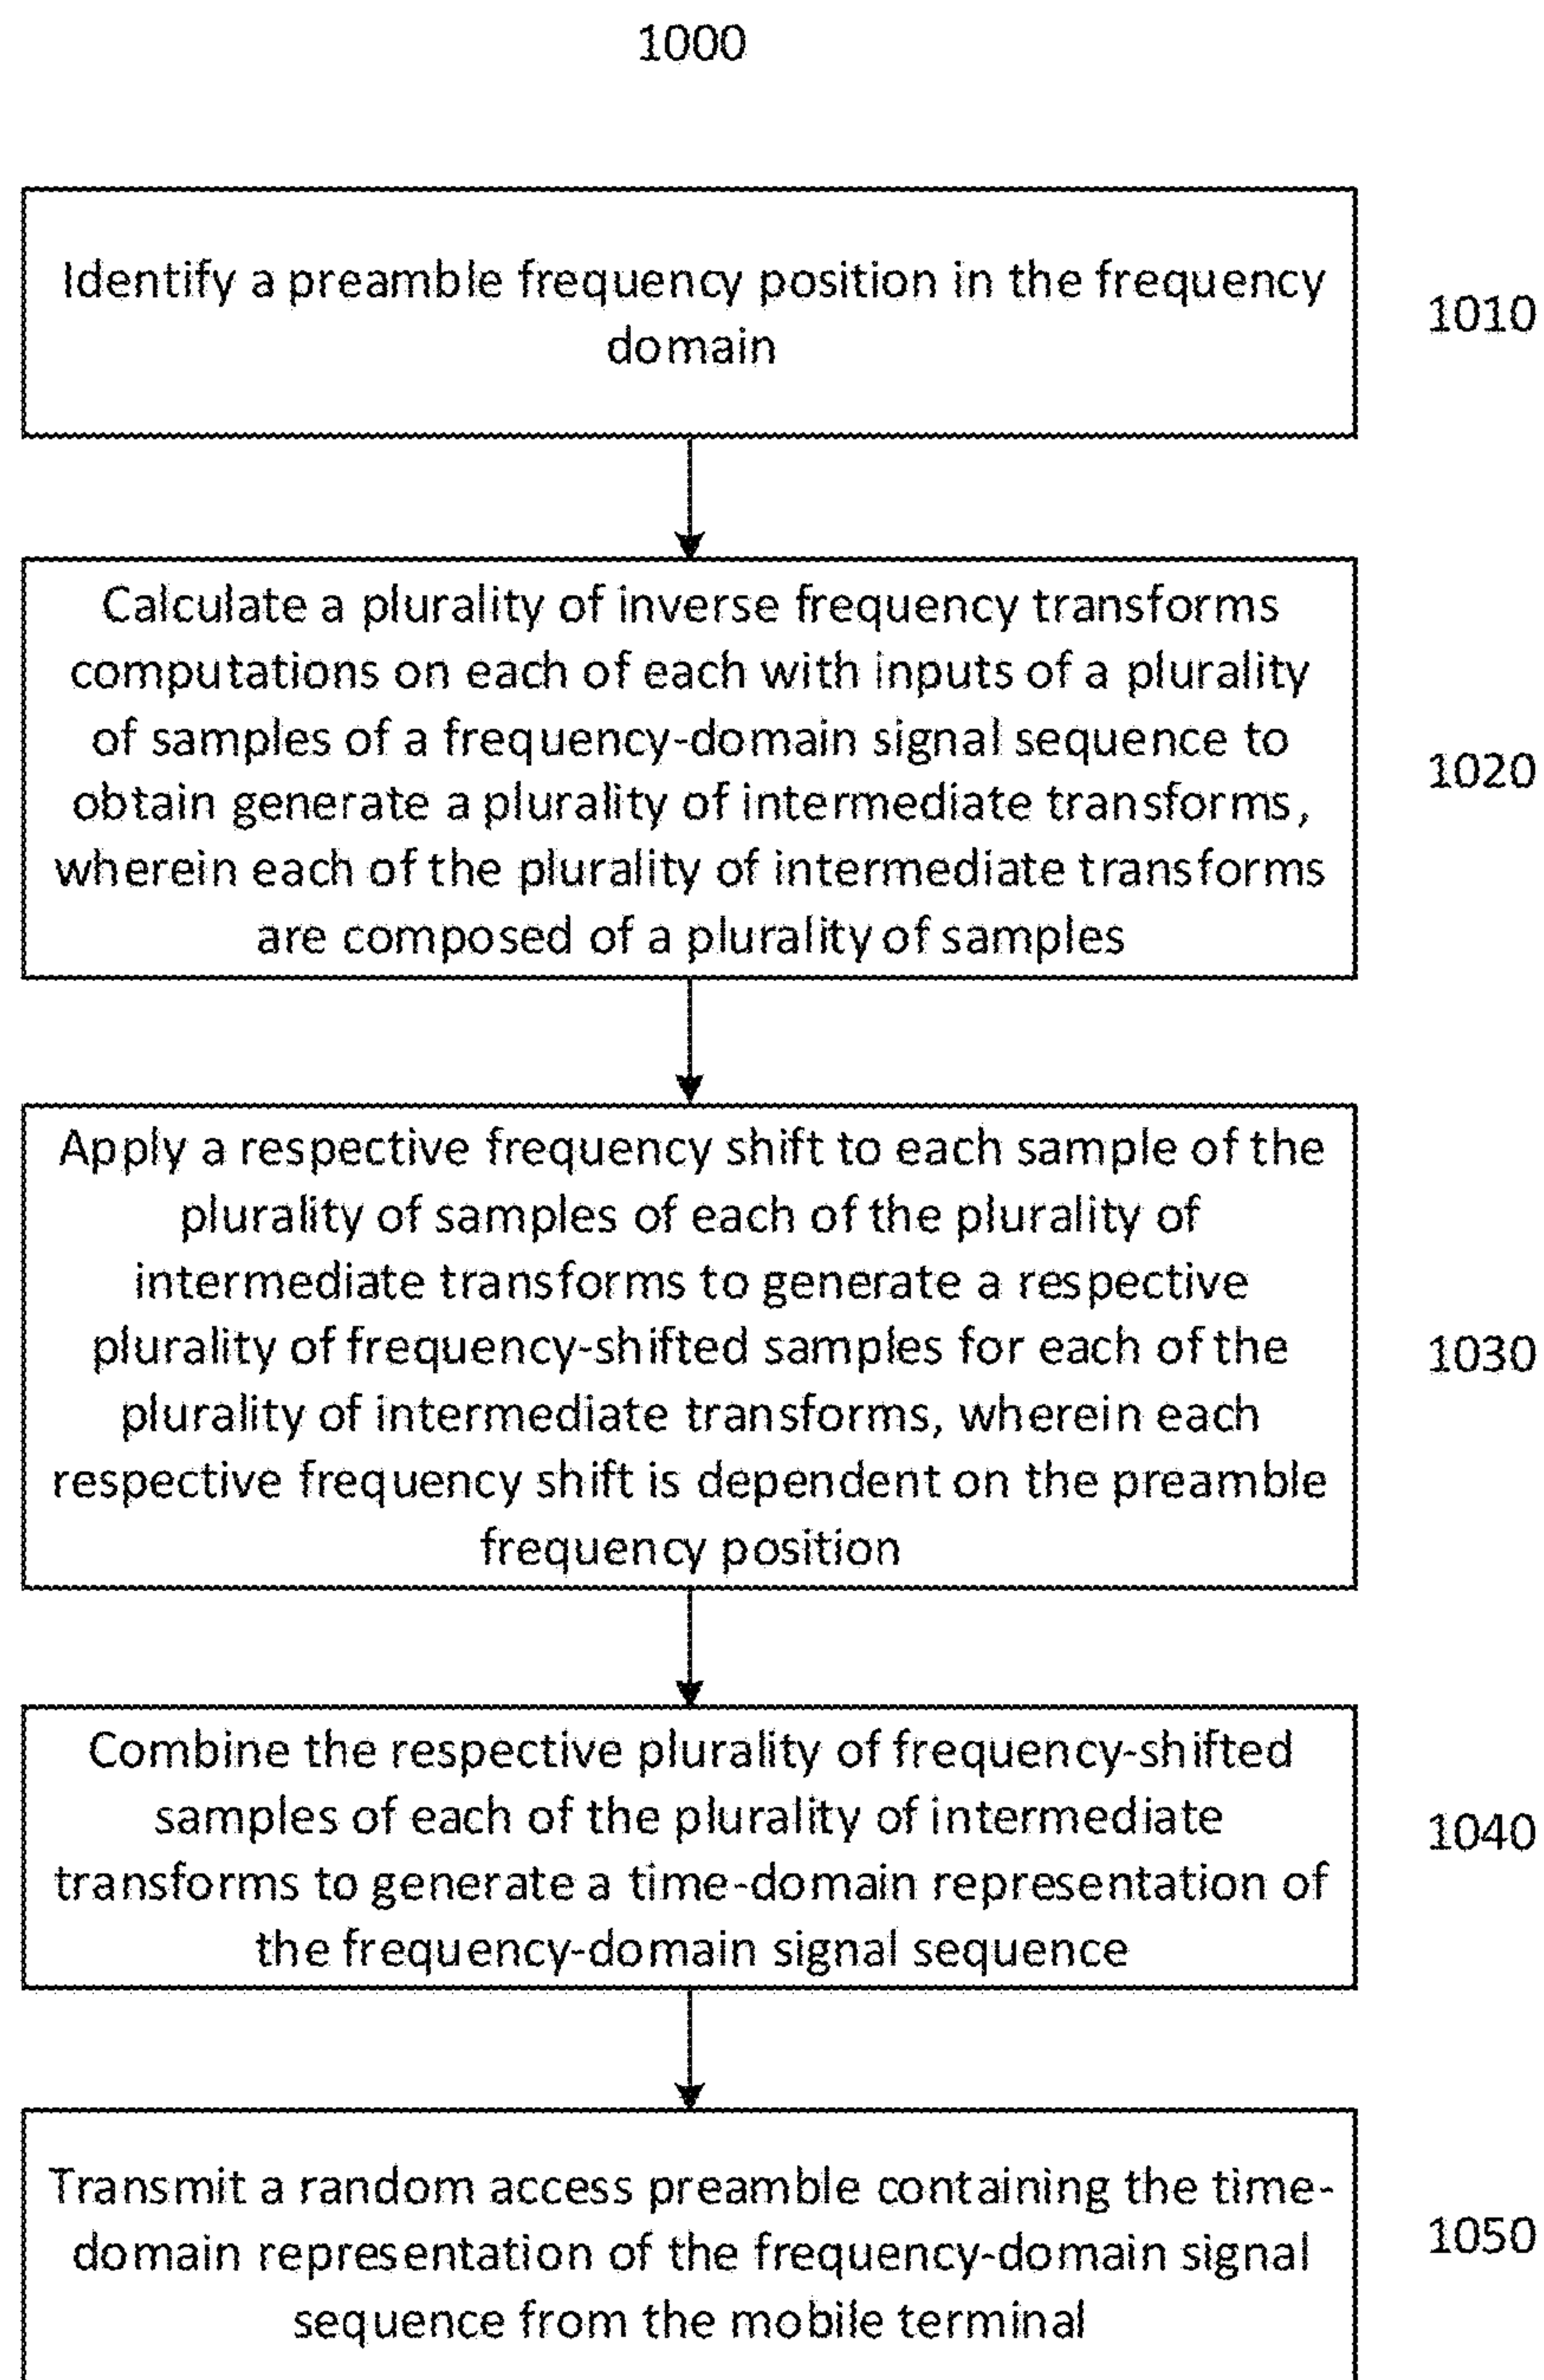 1000
Identify a preamble frequency position in the frequency
domain
1010
Calculate a plurality of inverse frequency transforms
computations on each of each with inputs of a plurality
of samples of a frequency-domain signal sequence to
obtain generate a plurality of intermediate transforms,
wherein each of the plurality of intermediate transforms
are composed of a plurality of samples
1020
Apply a respective frequency shift to each sample of the
plurality of samples of each of the plurality of
intermediate transforms to generate a respective
plurality of frequency-shifted samples for each of the
plurality of intermediate transforms, wherein each
respective frequency shift is dependent on the preamble
frequency position
1030
Combine the respective plurality of frequency-shifted
samples of each of the plurality of intermediate
transforms to generate a time-domain representation of
the frequency-domain signal sequence
1040
Transmit a random access preamble containing the time-
domain representation of the frequency-domain signal
sequence from the mobile terminal
1050